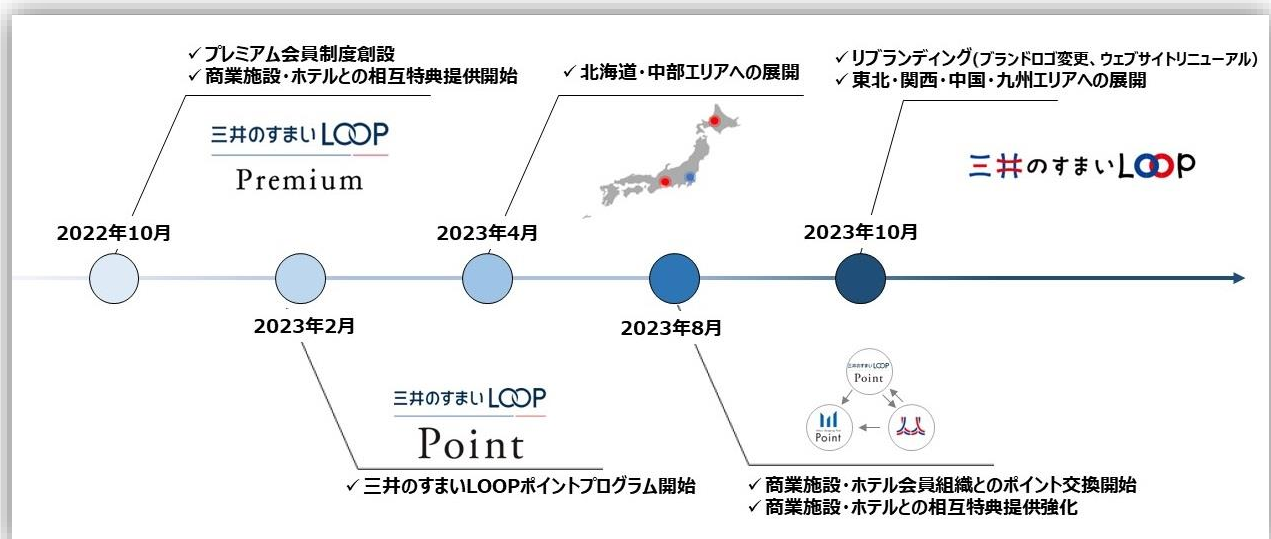 ✓プレミアム会員制度創設
✓商業施設・ホテルとの相互特典提供開始
三井のすまいLOOP
Premium
2022年10月
2023年2月
三井のすまいLOOP
Point
✓三井のすまいLOOPポイントプログラム開始
✓北海道・中部エリアへの展開
2023年4月
2023年8月
三井のすまいLOOP
Point
Point
✓商業施設・ホテル会員組織とのポイント交換開始
✓商業施設・ホテルとの相互特典提供強化
✓リブランディング(ブランドロゴ変更、ウェブサイトリニューアル)
✓東北・関西・中国・九州エリアへの展開
三井のすまいLOOP
2023年10月